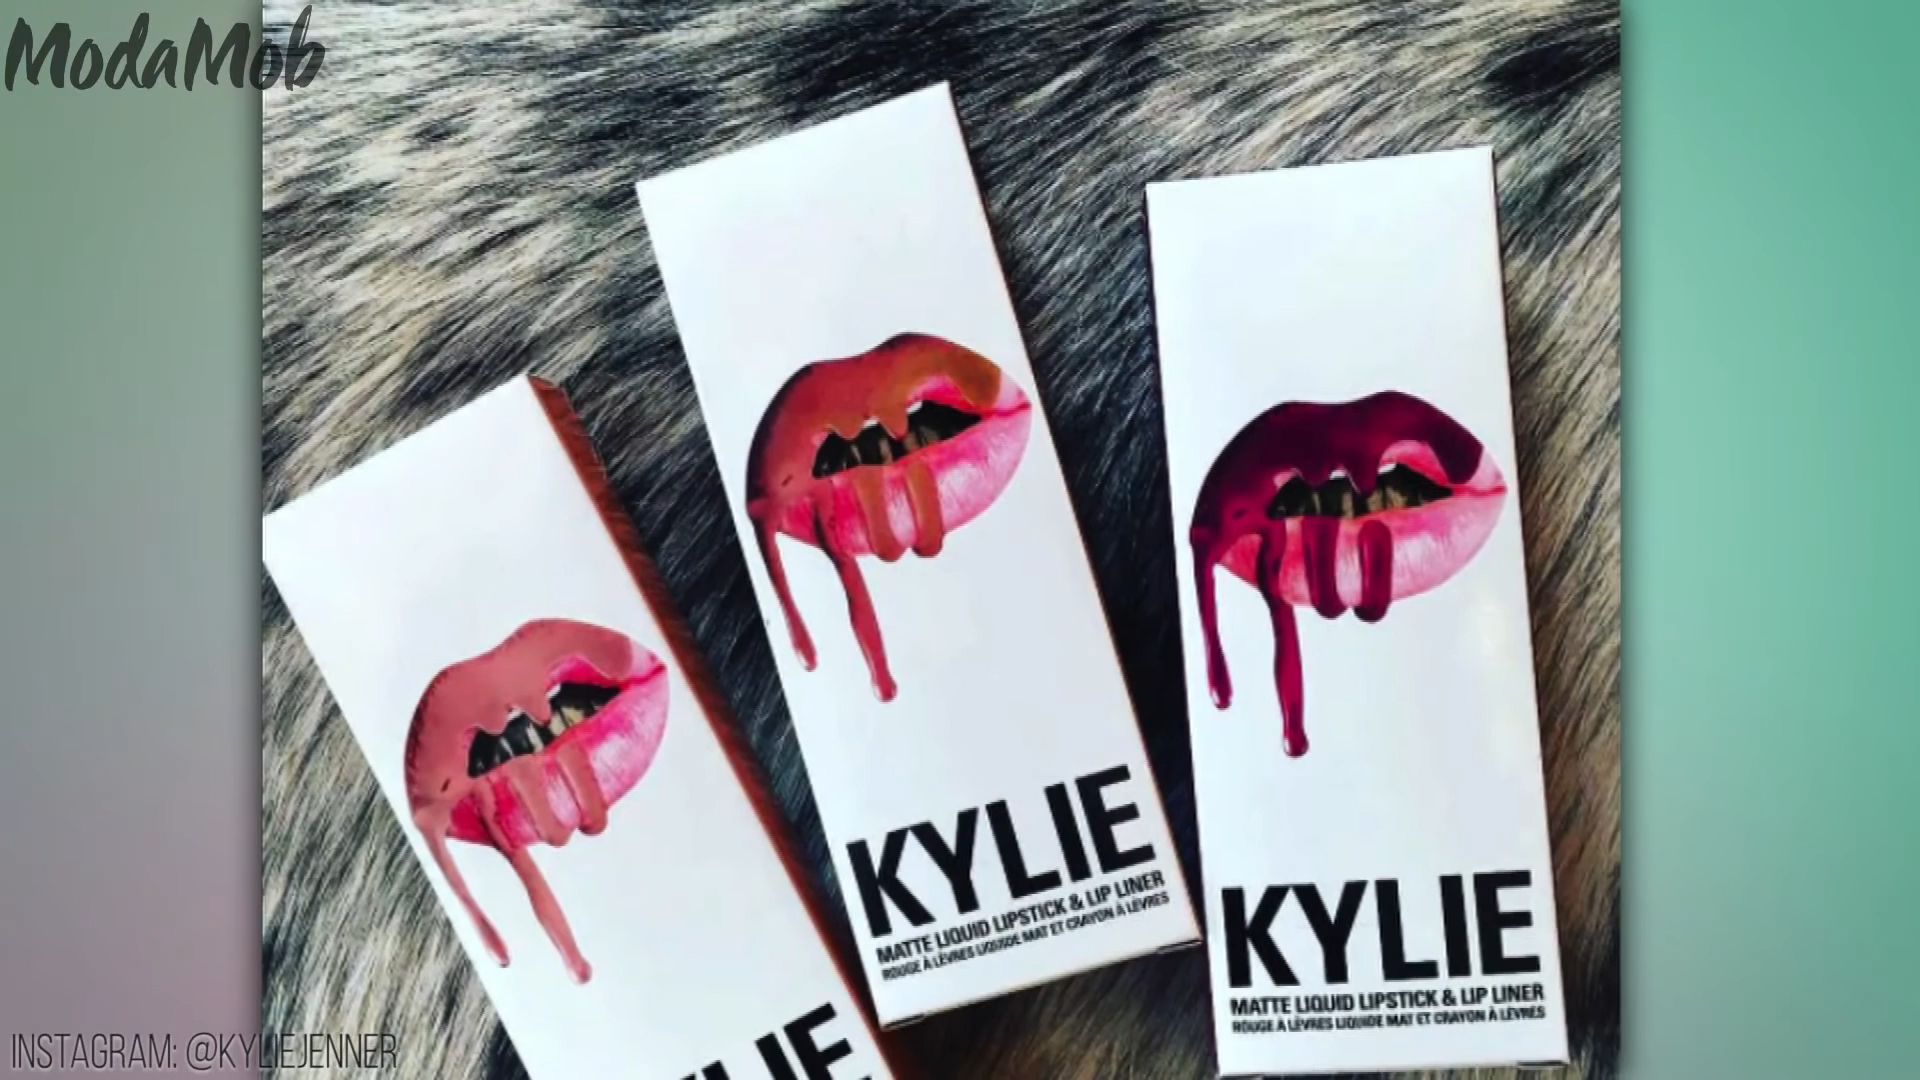 ModaMob
KYLIE
MATTE LIQUID LIPSTICK & LIP LINER
ROUGE À LÈVRES LIQUIDE MAT ET CRAYON À LÈVRES
KYLIE
MATTE LIQUID LIPSTICK & LIP LINER
ROUGE À LÈVRES LIQUIDE MAT ET CRAYON À LÈVRES
YLIE
INSTAGRAM: @KYLIEJENNER